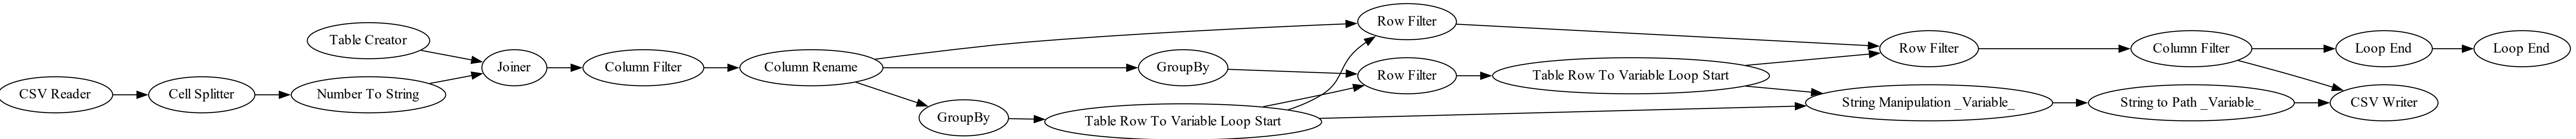 CSV Reader
Cell Splitter
Table Creator
Number To String
Joiner
Column Filter
Column Rename
GroupBy
GroupBy
Table Row To Variable Loop Start
Row Filter
Row Filter
Table Row To Variable Loop Start
Row Filter
String Manipulation _Variable_
Column Filter
String to Path _Variable_
Loop End
CSV Writer
Loop End